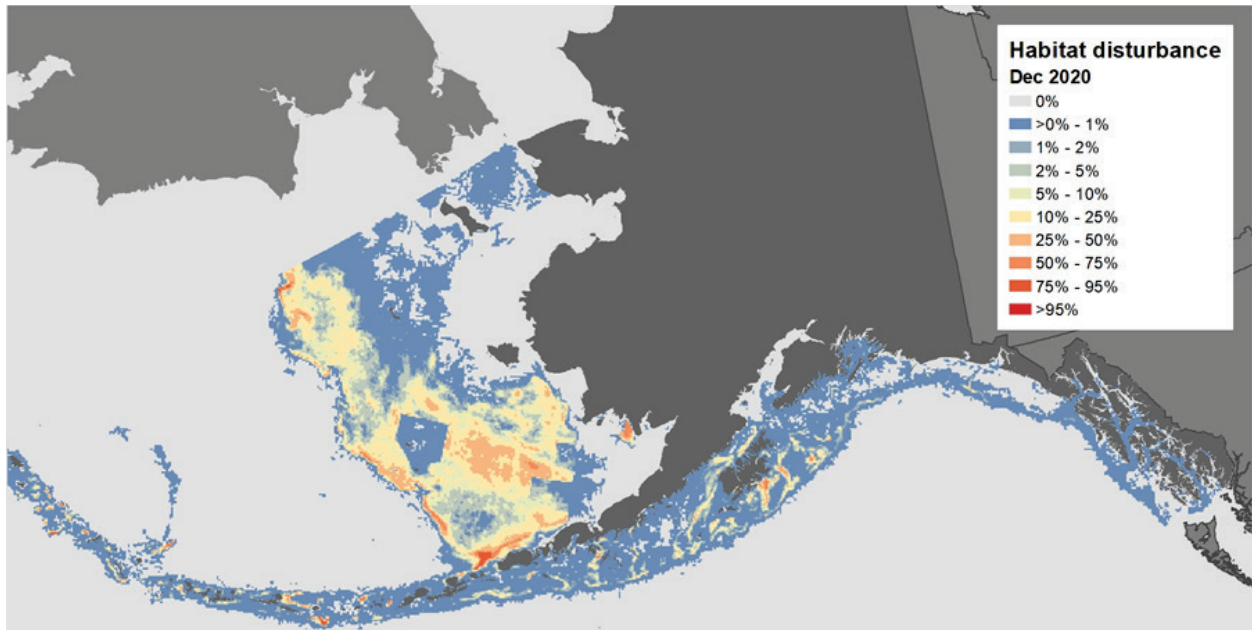 Habitat disturbance
Dec 2020
0%
>0% - 1%
1% - 2%
2% - 5%
5% - 10%
10% - 25%
25% - 50%
50% - 75%
75% - 95%
>95%